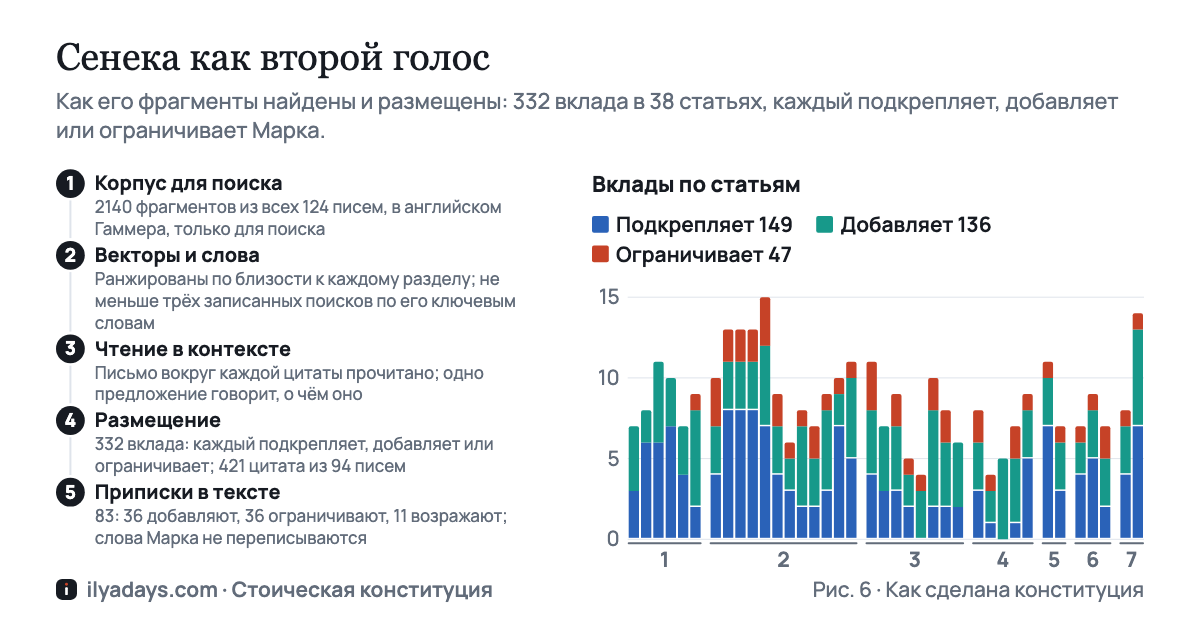 Сенека как второй голос
Как его фрагменты найдены и размещены: 332 вклада в 38 статьях, каждый подкрепляет, добавляет
или ограничивает Марка.
1 Корпус для поиска
2140 фрагментов из всех 124 писем, в английском
Гаммера, только для поиска
2 Векторы и слова
Ранжированы по близости к каждому разделу; не
меньше трёх записанных поисков по его ключевым
словам
3 Чтение в контексте
Письмо вокруг каждой цитаты прочитано; одно
предложение говорит, о чём оно
4 Размещение
332 вклада: каждый подкрепляет, добавляет или
ограничивает; 421 цитата из 94 писем
5 Приписки в тексте
83: 36 добавляют, 36 ограничивают, 11 возражают;
слова Марка не переписываются
Вклады по статьям
Подкрепляет 149 Добавляет 136
Ограничивает 47
15
10
5
0
1 2 3 4 5 6 7
ilyadays.com · Стоическая конституция
Рис. 6 · Как сделана конституция